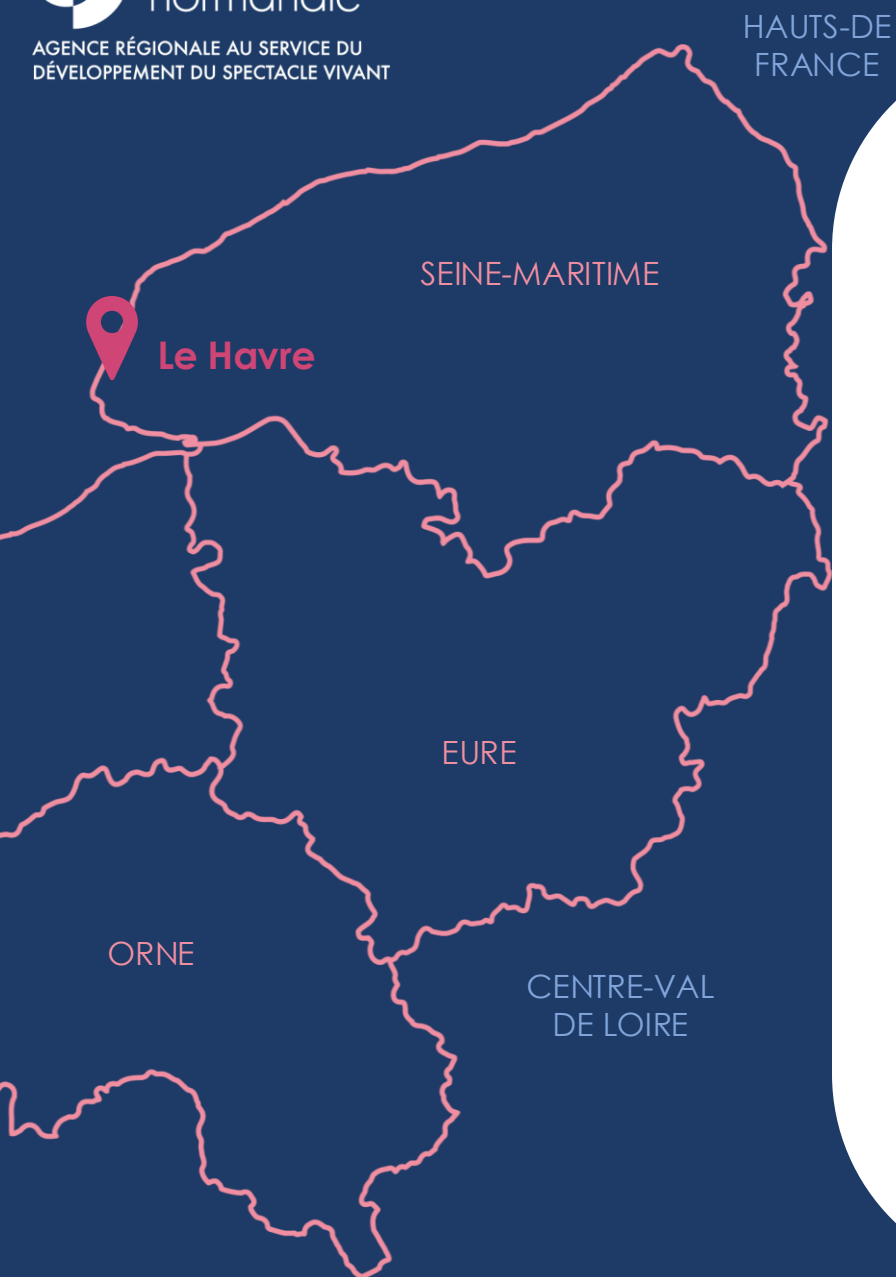 normandie
AGENCE RÉGIONALE AU SERVICE DU
DÉVELOPPEMENT DU SPECTACLE VIVANT
HAUTS-DE
FRANCE
SEINE-MARITIME
Le Havre
EURE
ORNE
CENTRE-VAL
DE LOIRE